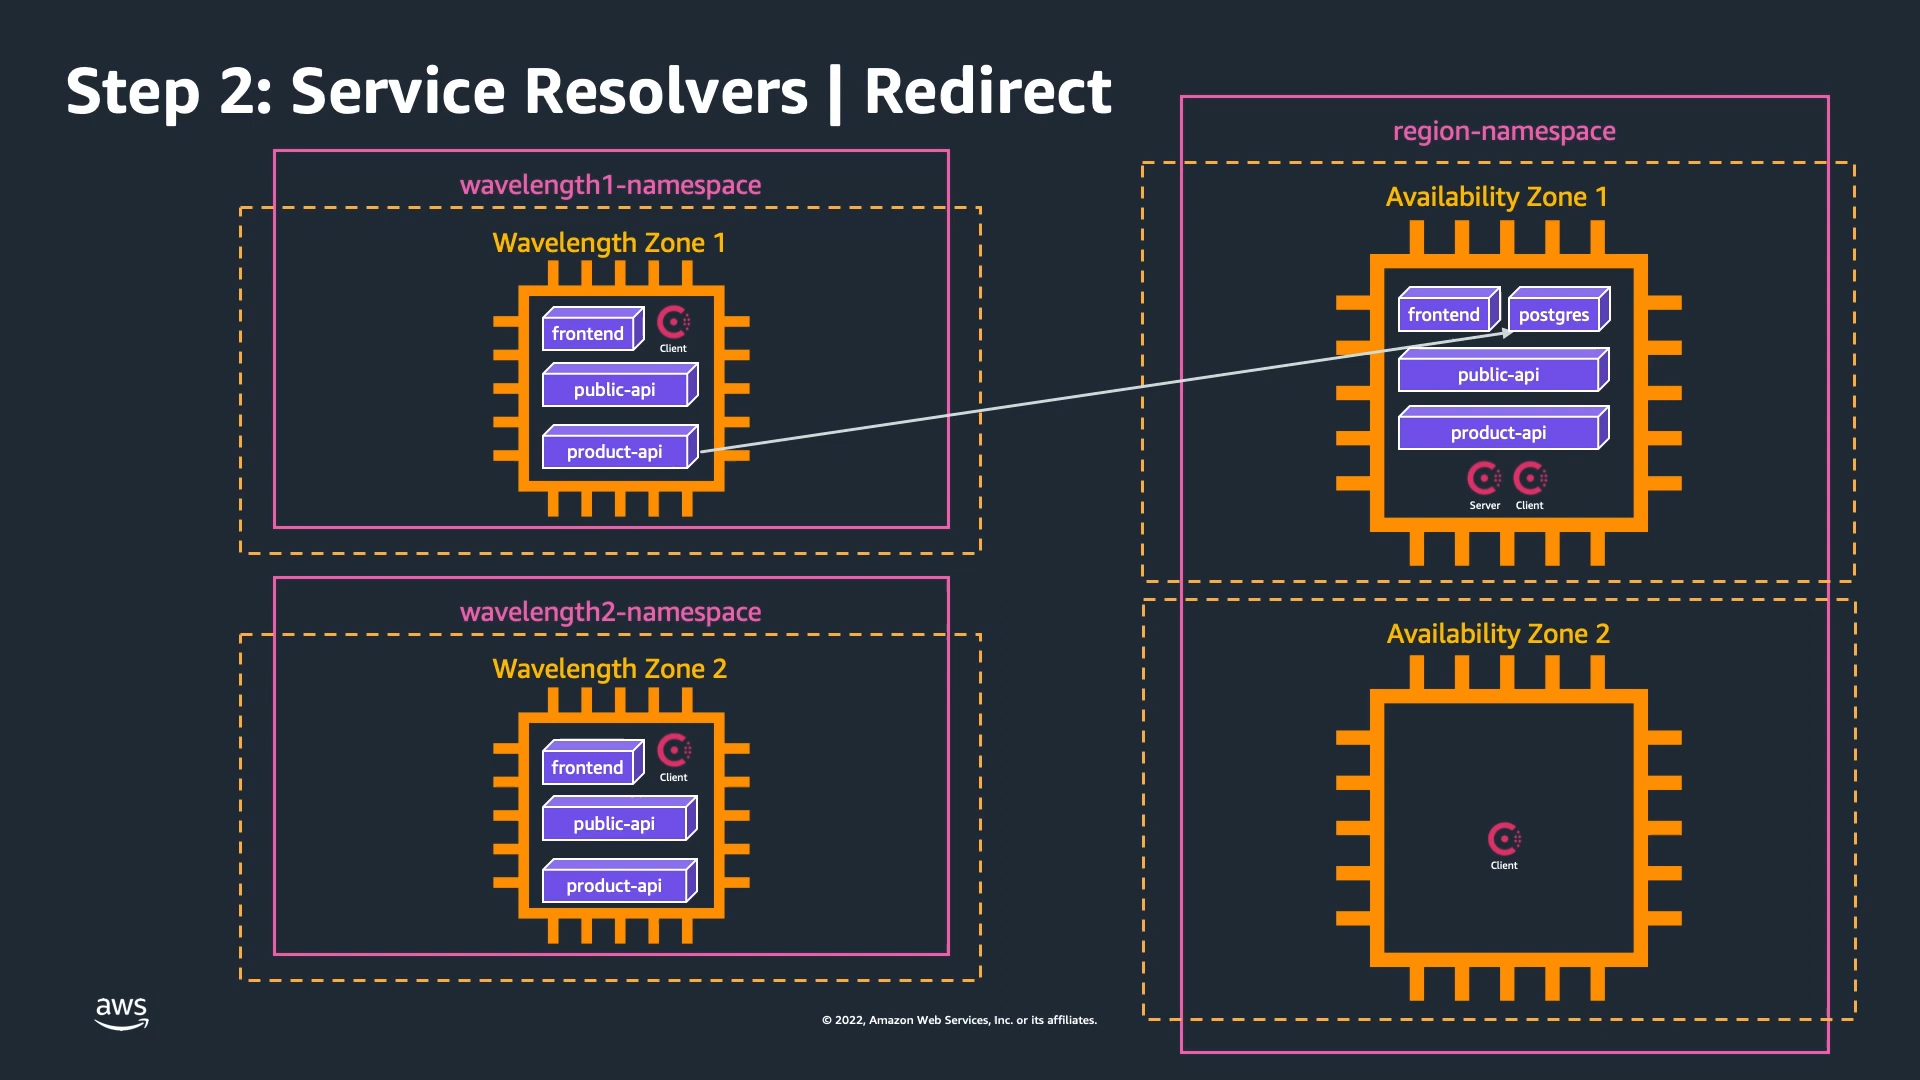 Step 2: Service Resolvers | Redirect
wavelength1-namespace
Wavelength Zone 1
frontend
Client
public-api
product-api
wavelength2-namespace
Wavelength Zone 2
frontend
Client
public-api
product-api
region-namespace
Availability Zone 1
frontend
postgres
public-api
product-api
Server
Client
Availability Zone 2
Client
aws
© 2022, Amazon Web Services, Inc. or its affiliates.